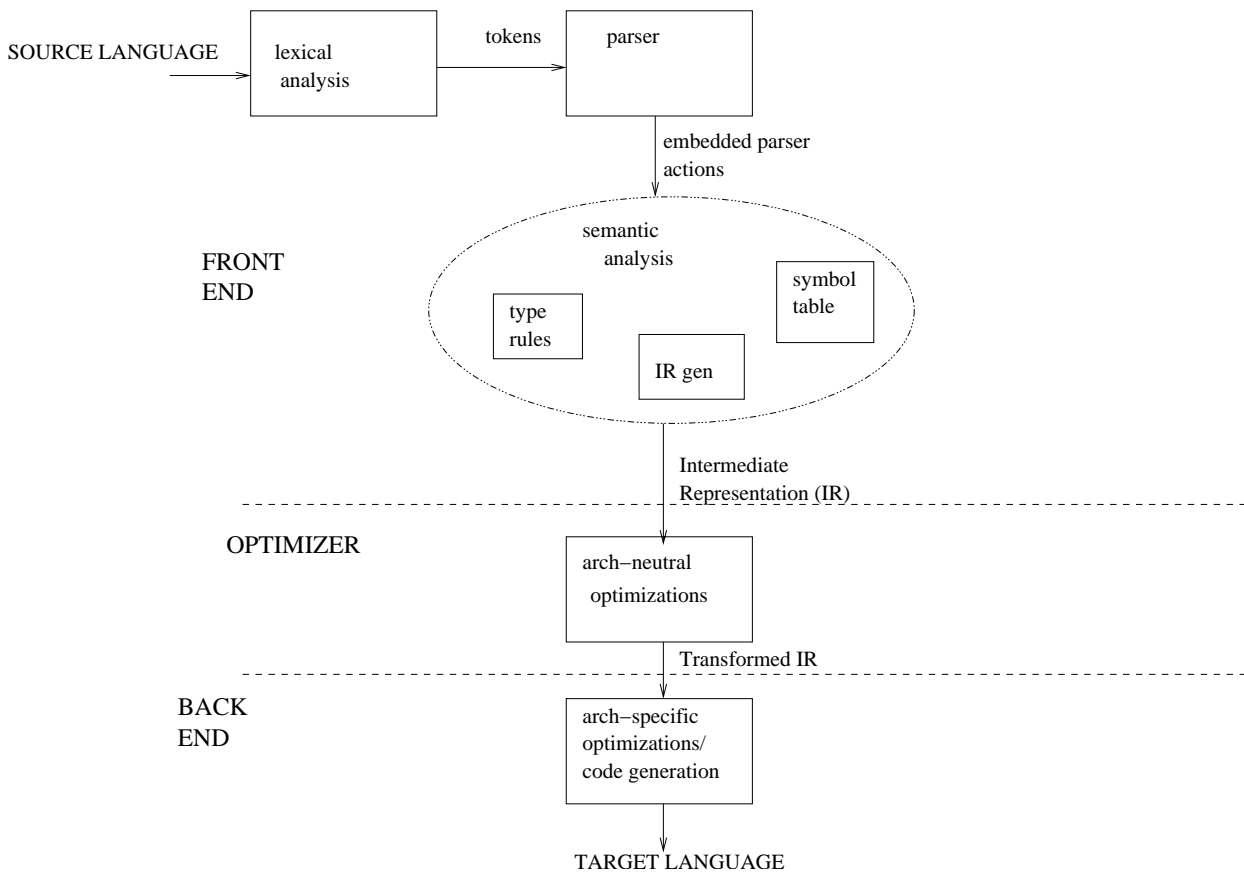 SOURCE LANGUAGE
lexical
analysis
tokens
parser
embedded parser
actions
FRONT
END
semantic
analysis
type
rules
IR gen
symbol
table
Intermediate
Representation (IR)
OPTIMIZER
arch−neutral
optimizations
Transformed IR
BACK
END
arch−specific
optimizations/
code generation
TARGET LANGUAGE